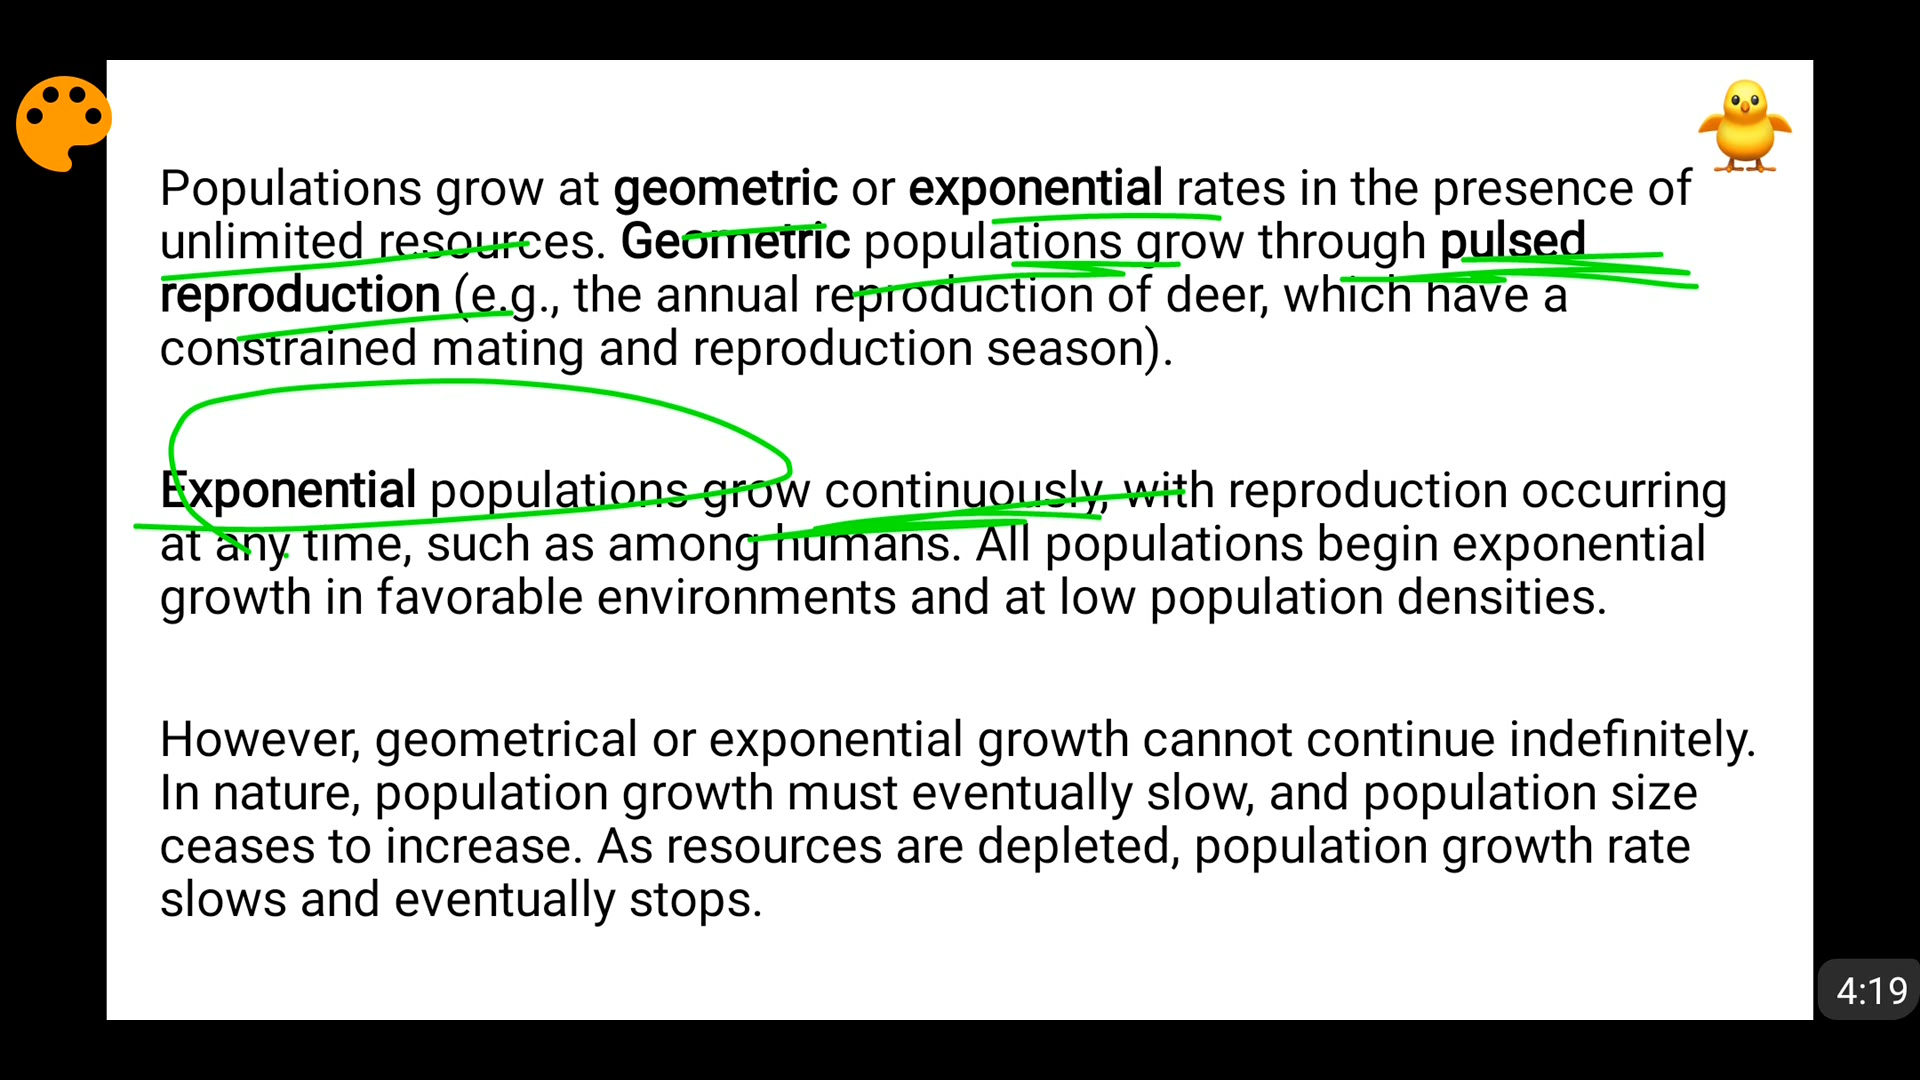 Populations grow at geometric or exponential rates in the presence of
unlimited resources. Geometric populations grow through pulsed
reproduction (e.g., the annual reproduction of deer, which have a
constrained mating and reproduction season).
Exponential populations grow continuously, with reproduction occurring
at any time, such as among humans. All populations begin exponential
growth in favorable environments and at low population densities.
However, geometrical or exponential growth cannot continue indefinitely.
In nature, population growth must eventually slow, and population size
ceases to increase. As resources are depleted, population growth rate
slows and eventually stops.
4:19